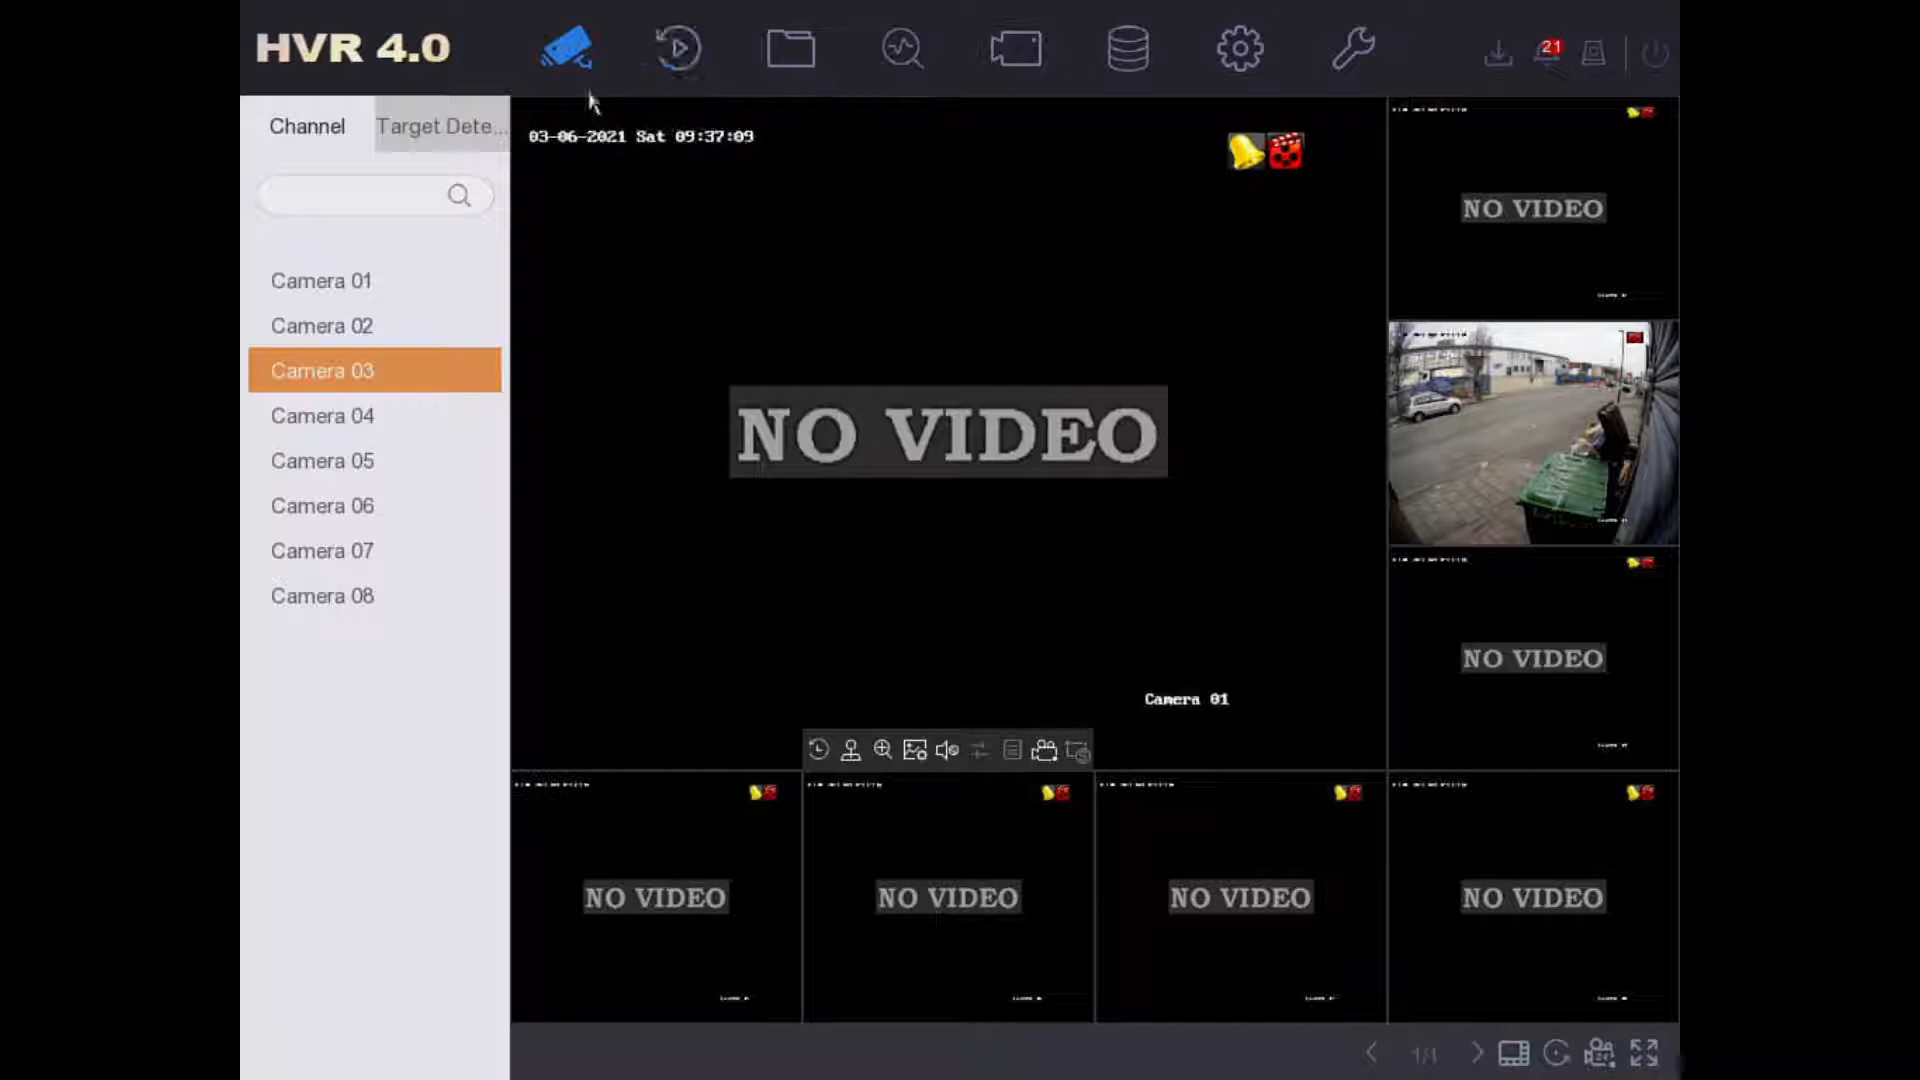 HVR 4.0
21
Channel
Target Dete...
03-06-2021 Sat 09:37:09
NO VIDEO
Camera 01
Camera 02
Camera 03
Camera 04
Camera 05
Camera 06
Camera 07
Camera 08
NO VIDEO
Camera 01
NO VIDEO
NO VIDEO
NO VIDEO
NO VIDEO
NO VIDEO
1/1